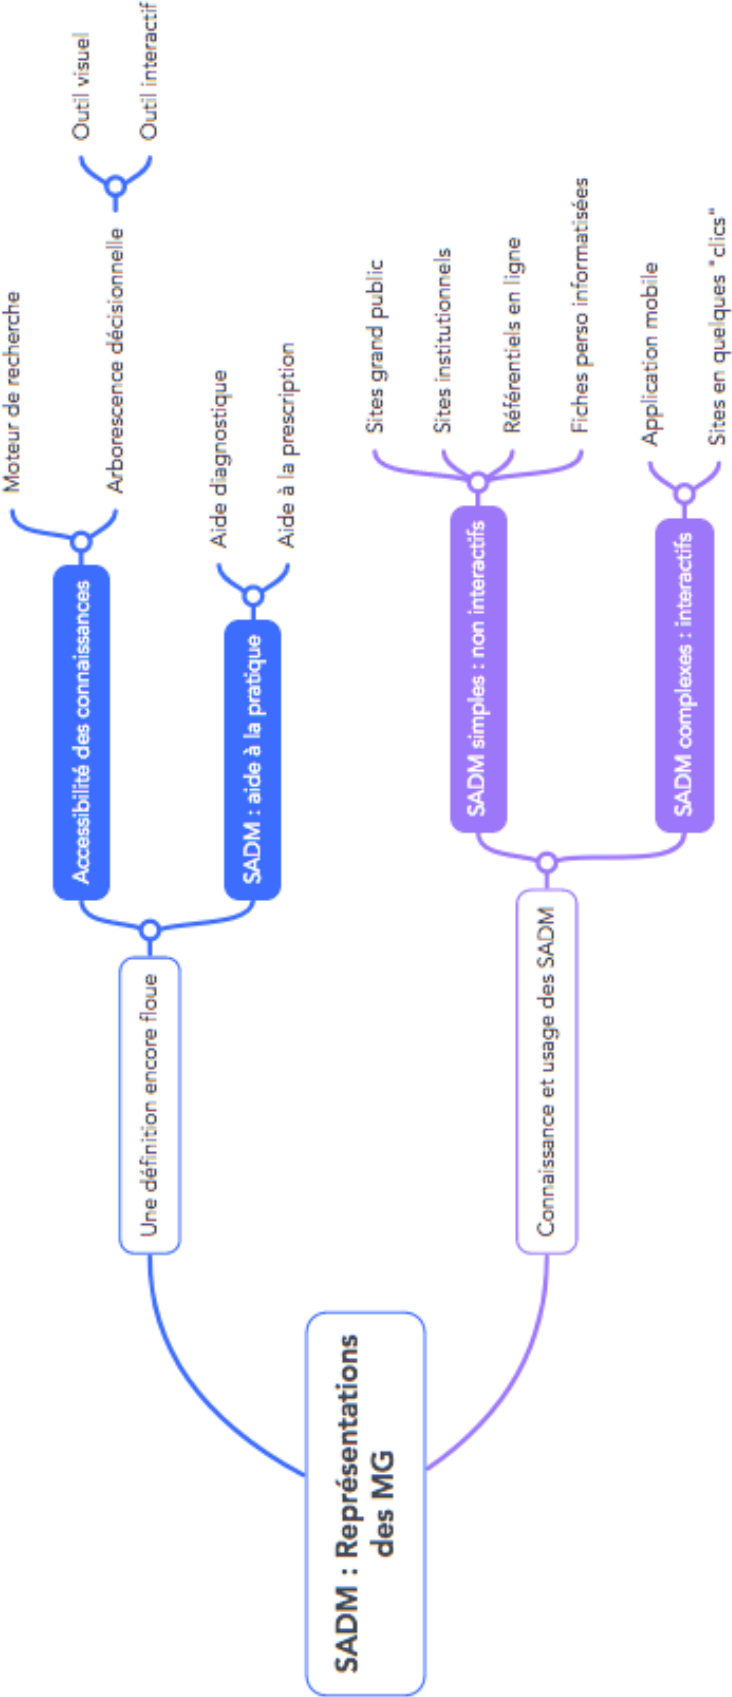 SADM : Représentations
des MG
Une définition encore floue
Accessibilité des connaissances
Moteur de recherche
Arborescence décisionnelle
Outil visuel
Outil interactif
SADM : aide à la pratique
Aide diagnostique
Aide à la prescription
Connaissance et usage des SADM
SADM simples : non interactifs
Sites grand public
Sites institutionnels
Référentiels en ligne
Fiches perso informatisées
SADM complexes : interactifs
Application mobile
Sites en quelques "clics"